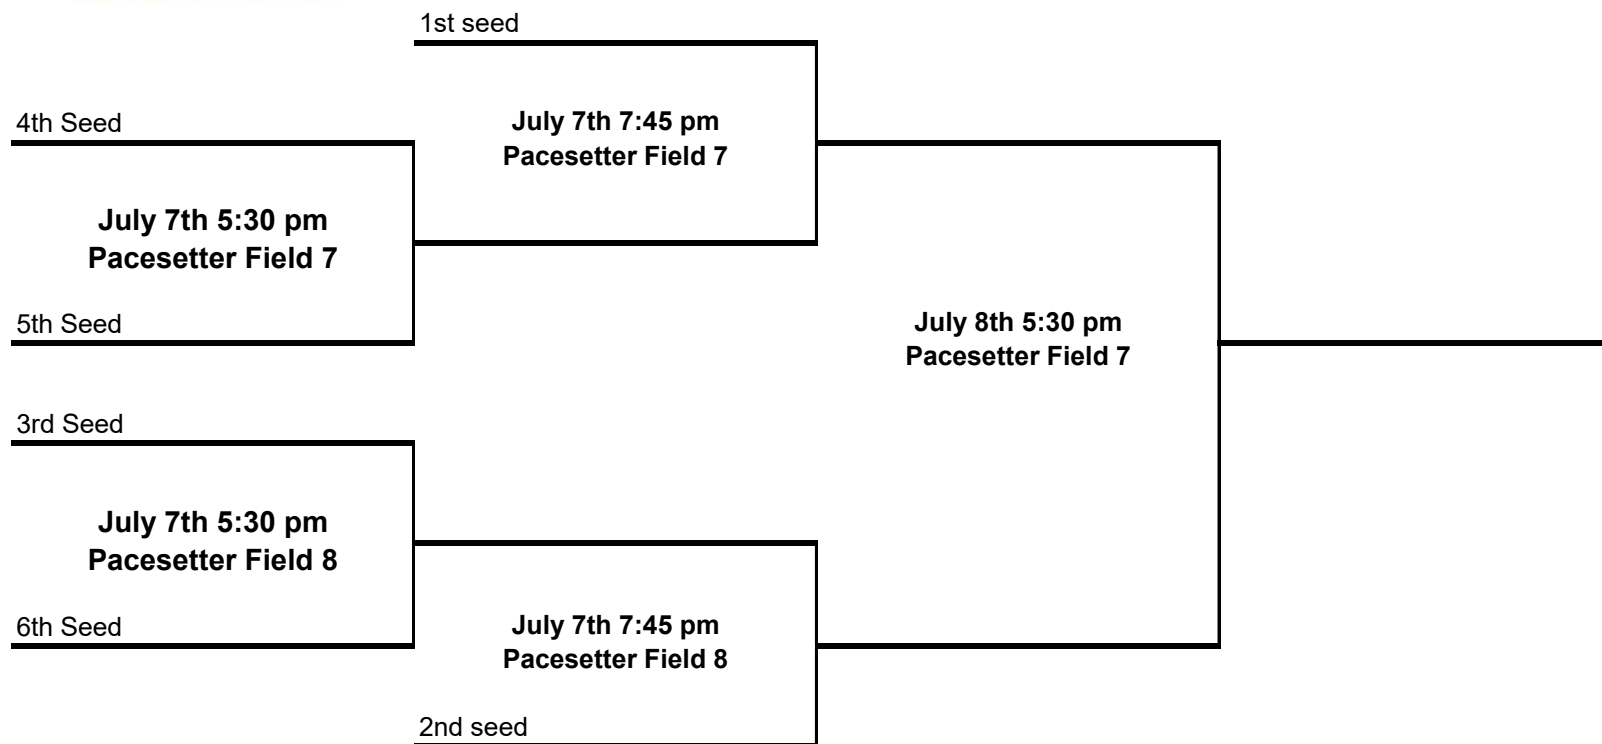 1st seed
4th Seed
July 7th 7:45 pm
Pacesetter Field 7
July 7th 5:30 pm
Pacesetter Field 7
5th Seed
July 8th 5:30 pm
Pacesetter Field 7
3rd Seed
July 7th 5:30 pm
Pacesetter Field 8
6th Seed
July 7th 7:45 pm
Pacesetter Field 8
2nd seed